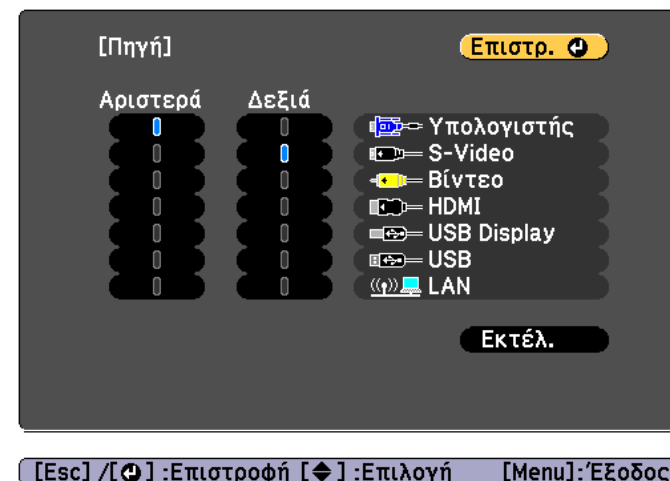 [Πηγή]
Επιστρ.
Αριστερά Δεξιά
Υπολογιστής
S-Video
Βίντεο
HDMI
USB Display
USB
LAN
Εκτέλ.
[Esc] /[ ] :Επιστροφή [ ] :Επιλογή [Menu]:Έξοδος